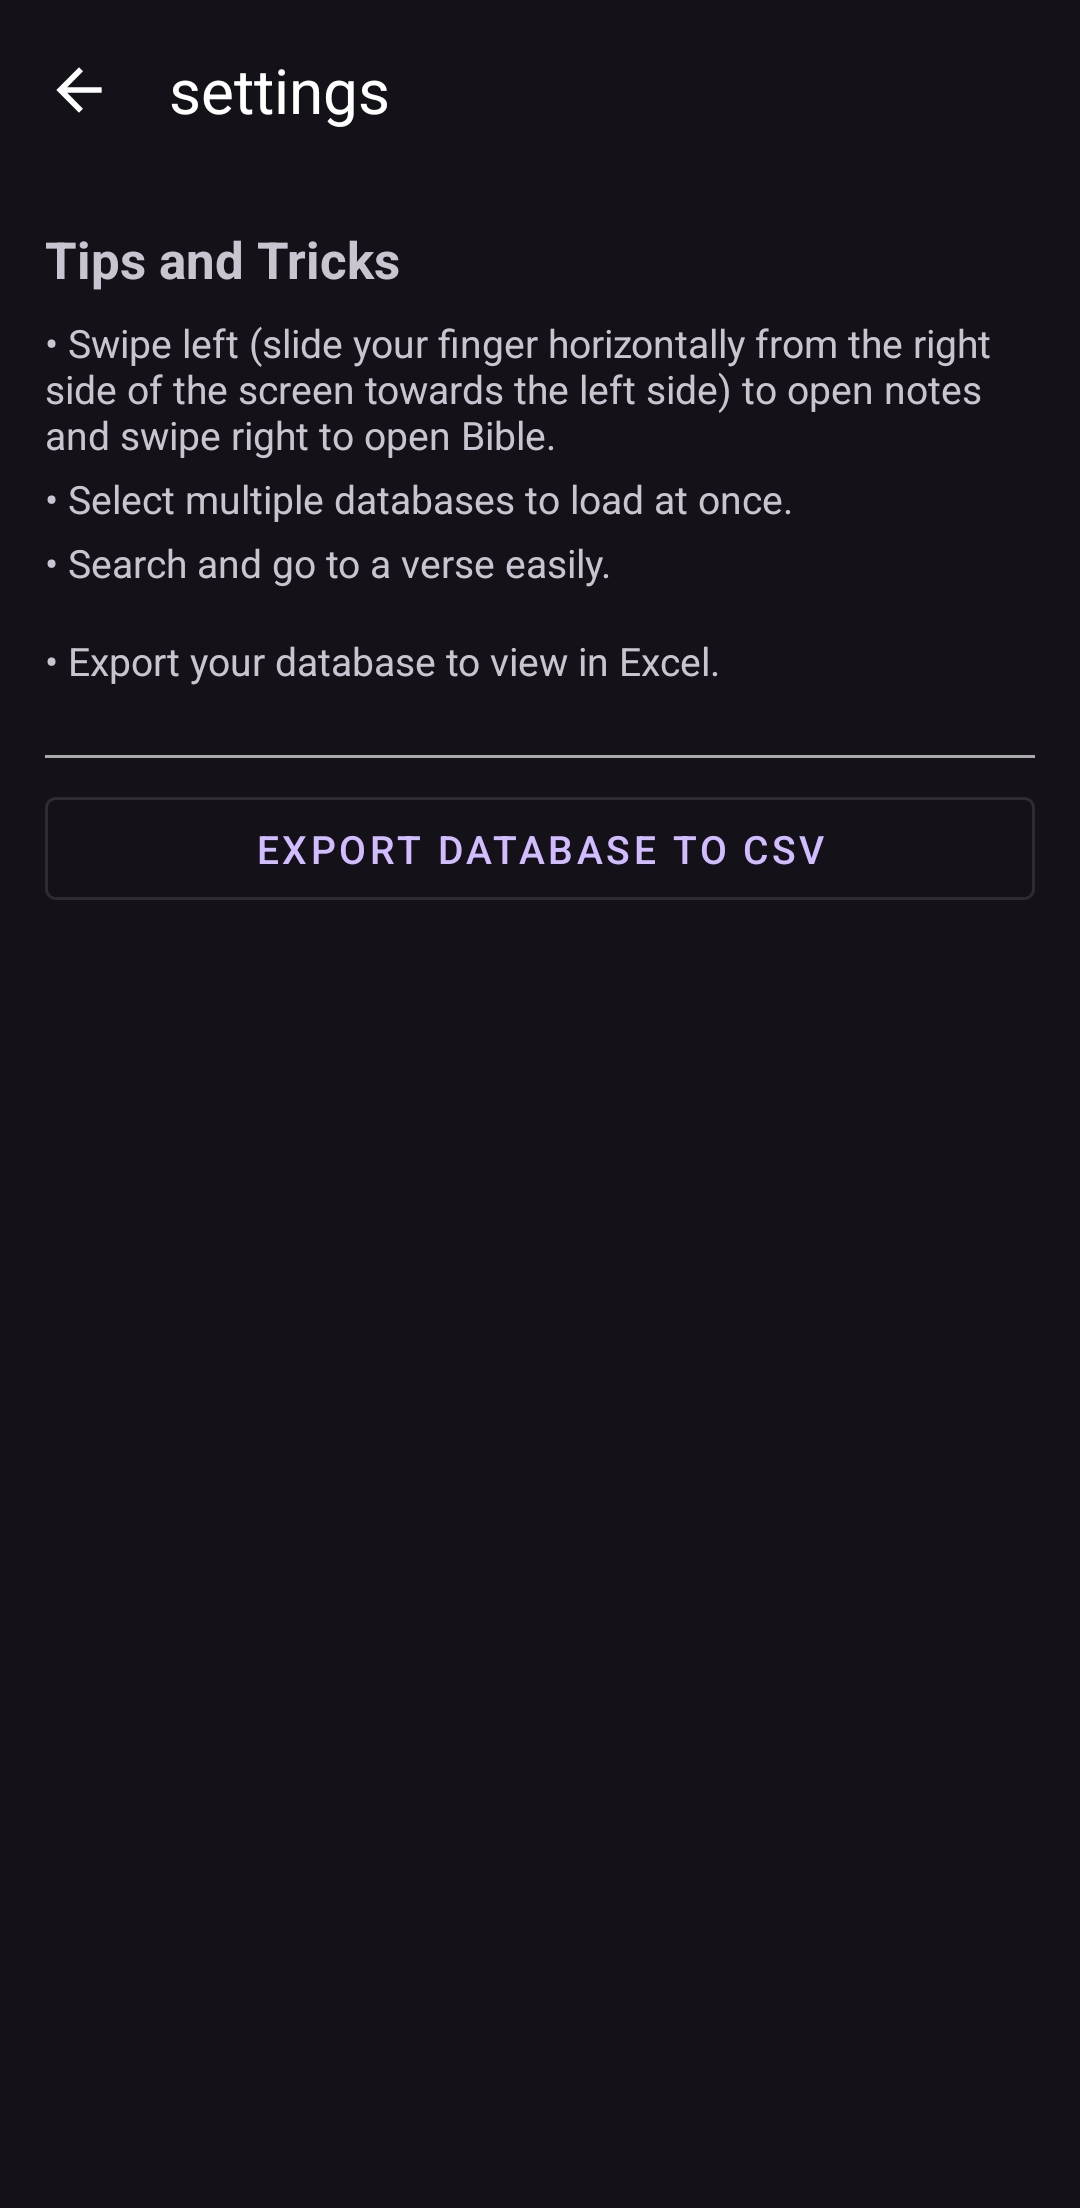 settings
Tips and Tricks
• Swipe left (slide your finger horizontally from the right
side of the screen towards the left side) to open notes
and swipe right to open Bible.
• Select multiple databases to load at once.
• Search and go to a verse easily.
• Export your database to view in Excel.
EXPORT DATABASE TO CSV